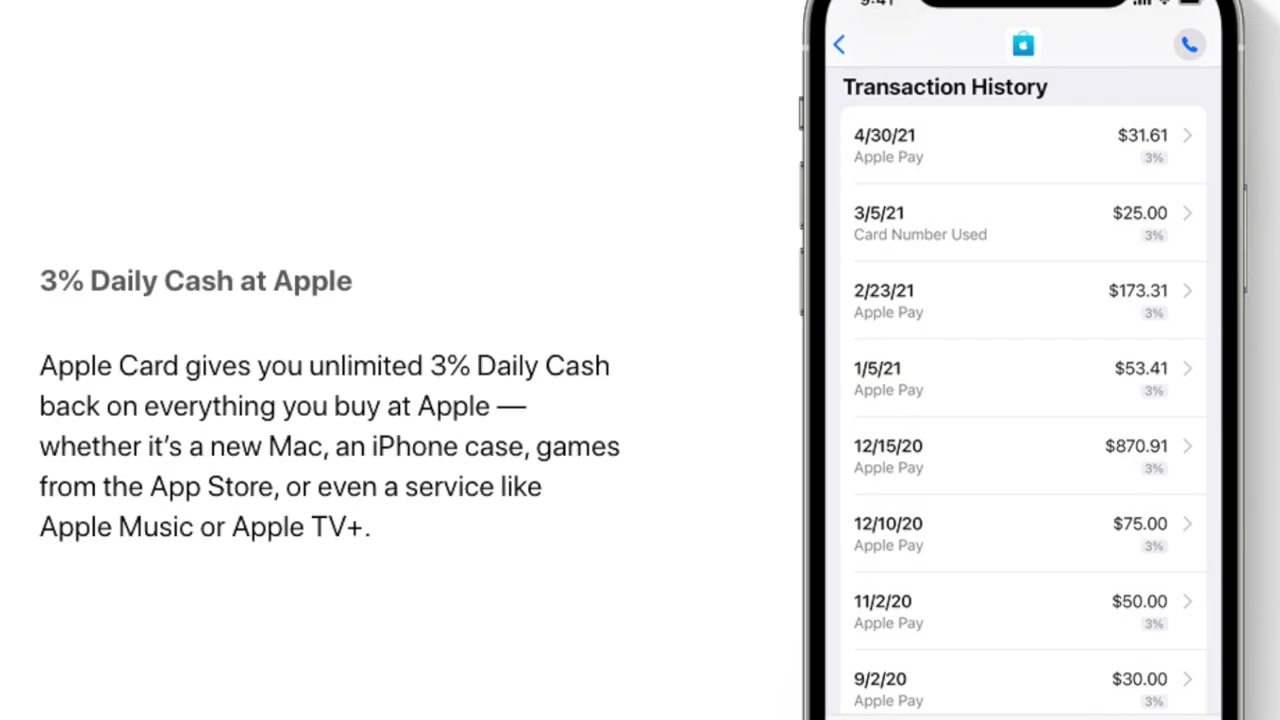 9:41
3% Daily Cash at Apple
Apple Card gives you unlimited 3% Daily Cash
back on everything you buy at Apple —
whether it’s a new Mac, an iPhone case, games
from the App Store, or even a service like
Apple Music or Apple TV+.
Transaction History
4/30/21 $31.61
Apple Pay 3%
3/5/21 $25.00
Card Number Used 3%
2/23/21 $173.31
Apple Pay 3%
1/5/21 $53.41
Apple Pay 3%
12/15/20 $870.91
Apple Pay 3%
12/10/20 $75.00
Apple Pay 3%
11/2/20 $50.00
Apple Pay 3%
9/2/20 $30.00
Apple Pay 3%